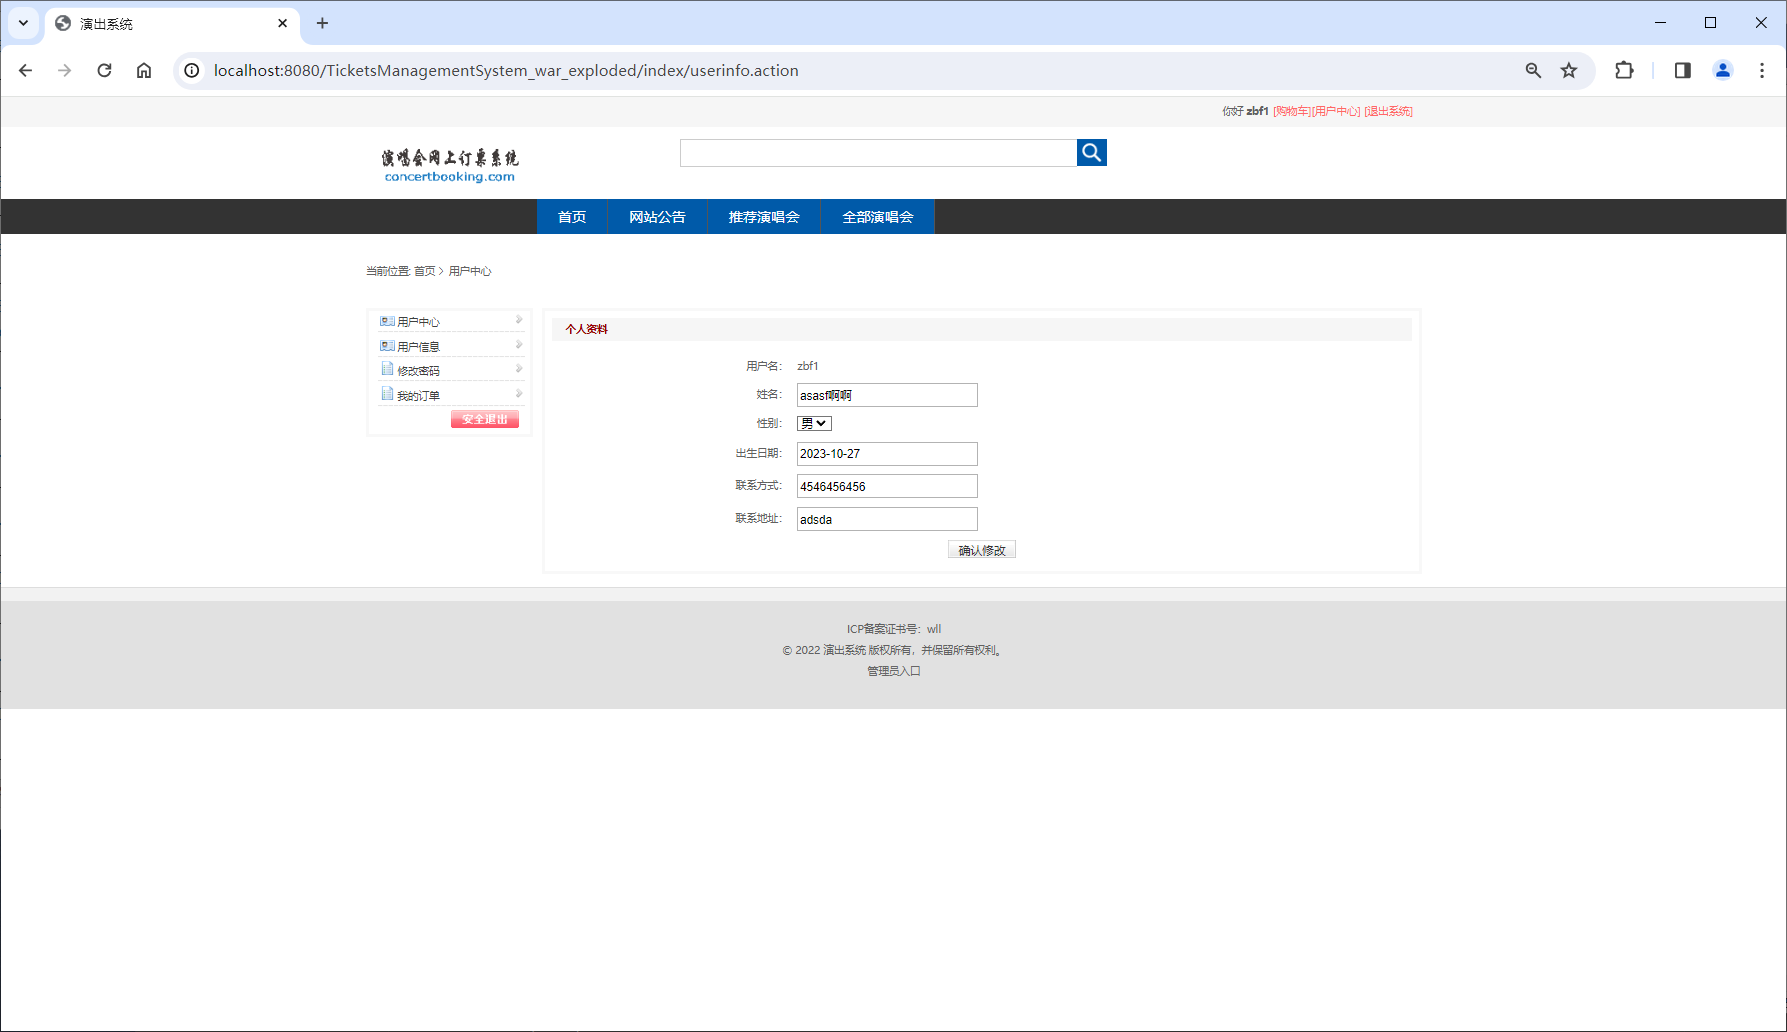 演出系统
localhost:8080/TicketsManagementSystem_war_exploded/index/userinfo.action
你好 zbf1 [购物车][用户中心] [退出系统]
演唱会网上订票系统
concertbooking.com
首页 网站公告 推荐演唱会 全部演唱会
当前位置: 首页 > 用户中心
用户中心
用户信息
修改密码
我的订单
安全退出
个人资料
用户名： zbf1
姓名： asasf啊啊
性别： 男
出生日期： 2023-10-27
联系方式： 4546456456
联系地址： adsda
确认修改
ICP备案证书号：wll
© 2022 演出系统 版权所有，并保留所有权利。
管理员入口